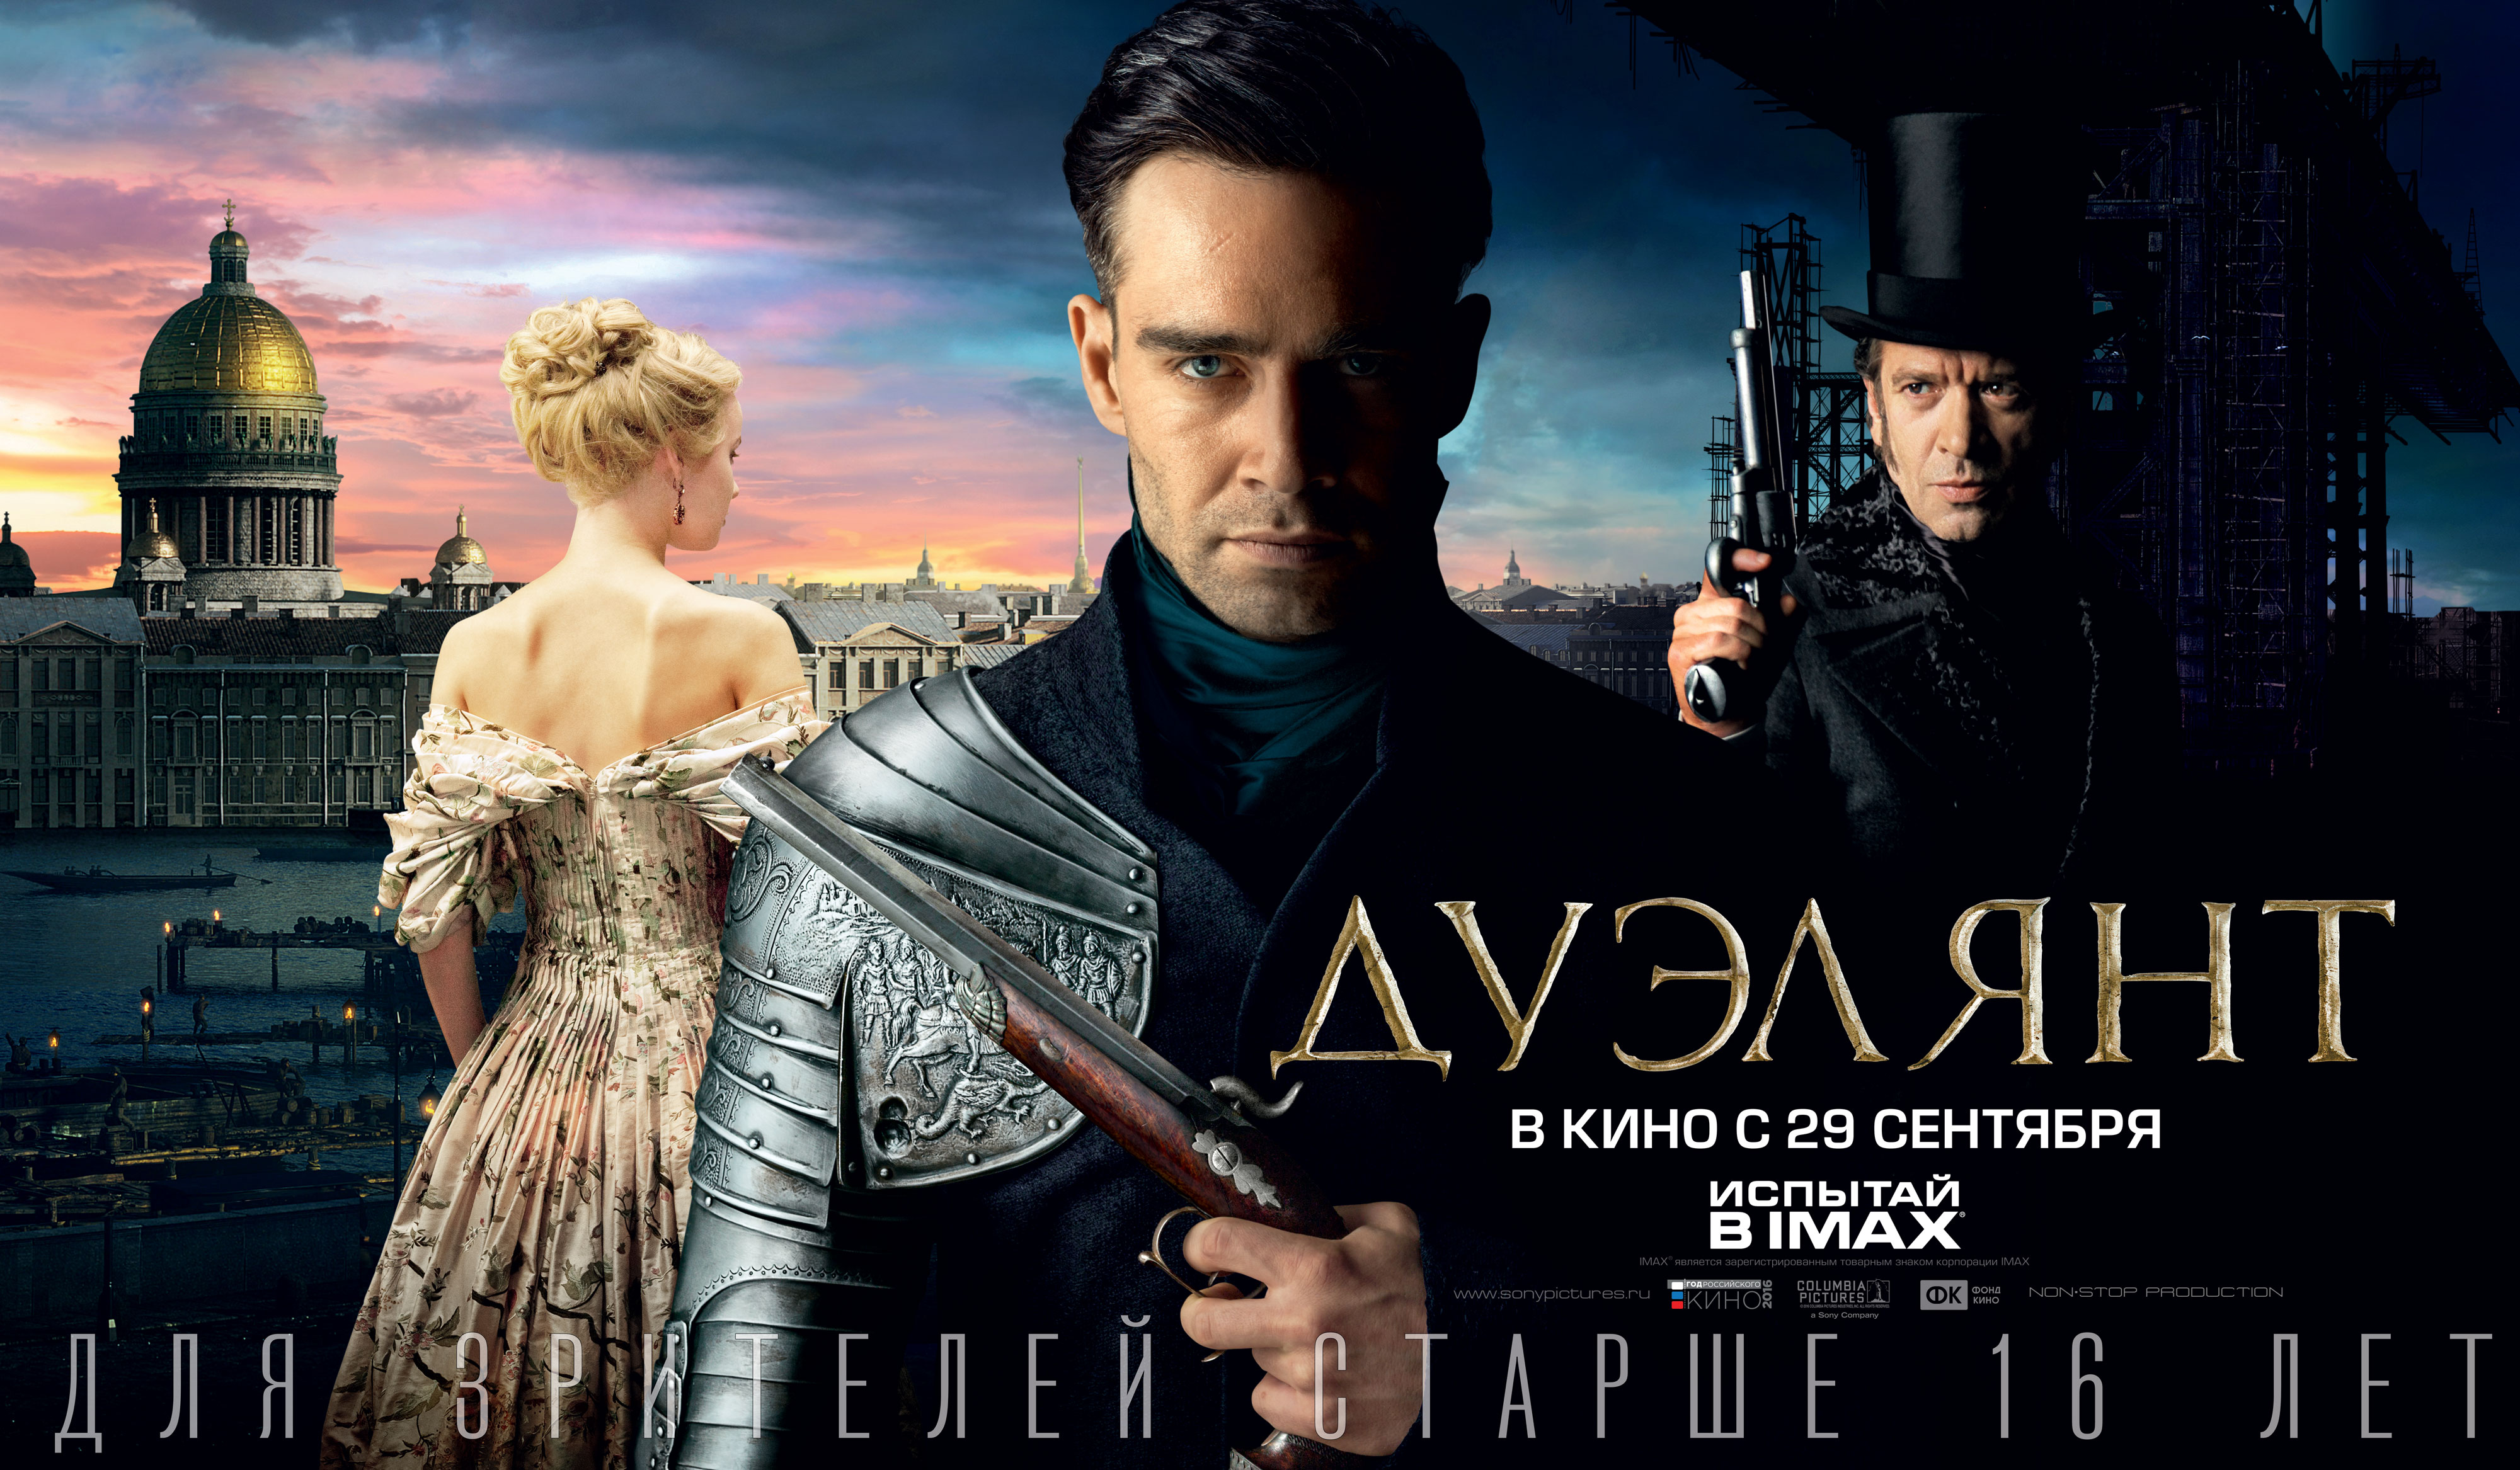 ДУЭЛЯНТ
В КИНО С 29 СЕНТЯБРЯ
ИСПЫТАЙ
В IMAX®
IMAX® является зарегистрированным товарным знаком корпорации IMAX
www.sonypictures.ru
ГОД РОССИЙСКОГО
КИНО 2016
COLUMBIA
PICTURES
a Sony Company
ФК ФОНД
КИНО
NON·STOP PRODUCTION
ДЛЯ ЗРИТЕЛЕЙ СТАРШЕ 16 ЛЕТ